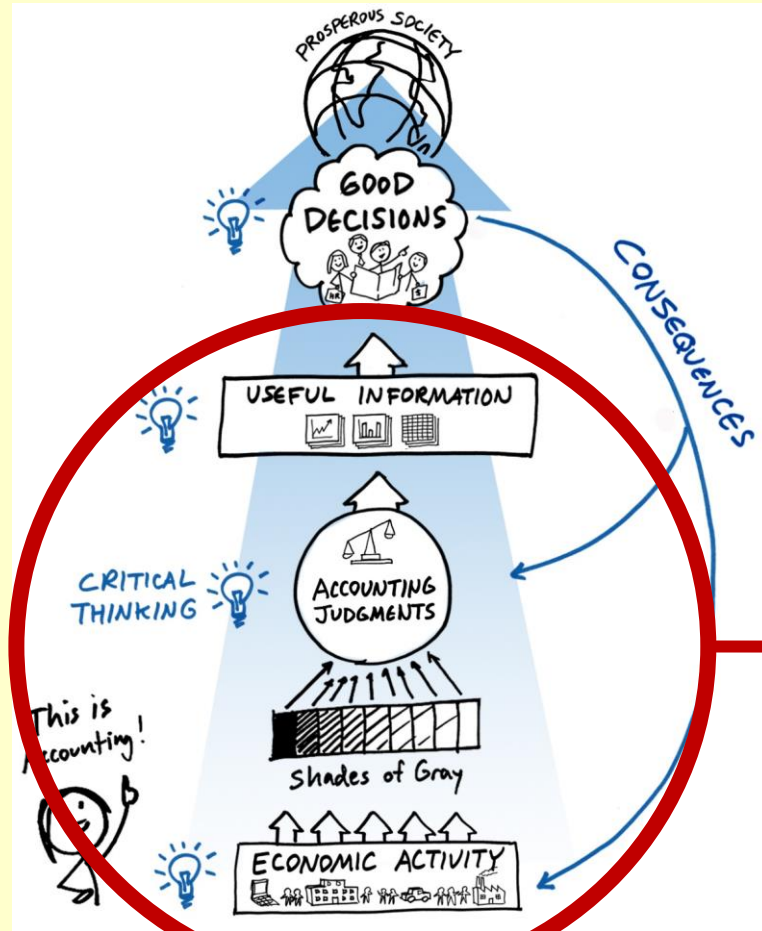 PROSPEROUS SOCIETY
GOOD
DECISIONS
HR
$
CONSEQUENCES
USEFUL INFORMATION
CRITICAL
THINKING
ACCOUNTING
JUDGMENTS
This is
Accounting!
Shades of Gray
ECONOMIC ACTIVITY